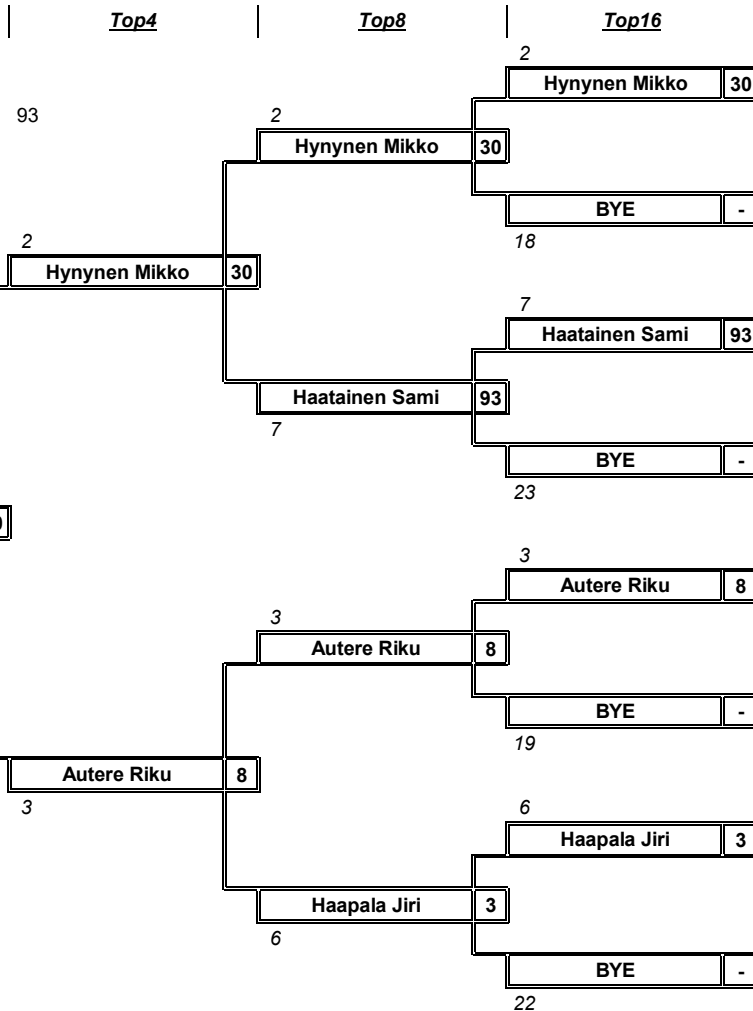 Top4 Top8 Top16
2
Hynynen Mikko 30
93 2
Hynynen Mikko 30
BYE -
2 18
Hynynen Mikko 30
7
Haatainen Sami 93
Haatainen Sami 93
7
BYE -
23
3
Autere Riku 8
3
Autere Riku 8
BYE -
19
Autere Riku 8
3 6
Haapala Jiri 3
Haapala Jiri 3
6
BYE -
22